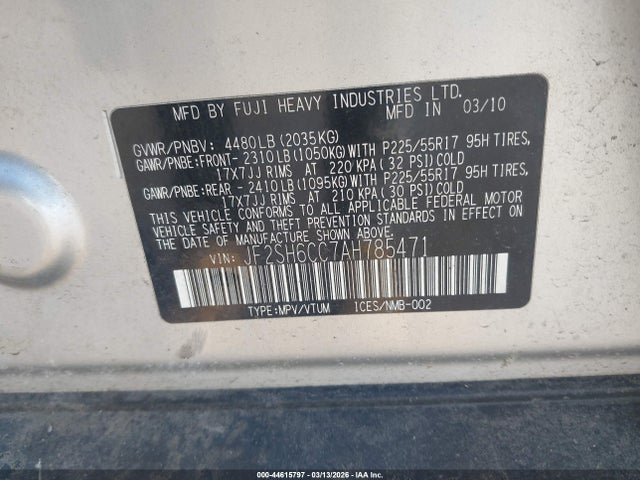 MFD BY FUJI HEAVY INDUSTRIES LTD.
MFD IN 03/10
GVWR/PNBV: 4480LB(2035KG)
GAWR/PNBE:FRONT- 2310LB(1050KG)WITH P225/55R17 95H TIRES,
17X7JJ RIMS AT 220 KPA(32 PSI)COLD
GAWR/PNBE:REAR - 2410LB(1095KG)WITH P225/55R17 95H TIRES,
17X7JJ RIMS AT 210 KPA(30 PSI)COLD
THIS VEHICLE CONFORMS TO ALL APPLICABLE FEDERAL MOTOR
VEHICLE SAFETY AND THEFT PREVENTION STANDARDS IN EFFECT
ON THE DATE OF MANUFACTURE SHOWN ABOVE.
VIN: JF2SH6CC7AH785471
TYPE:MPV/VTUM ICES/NMB-002
000-44615797 - 03/13/2026 - IAA Inc.